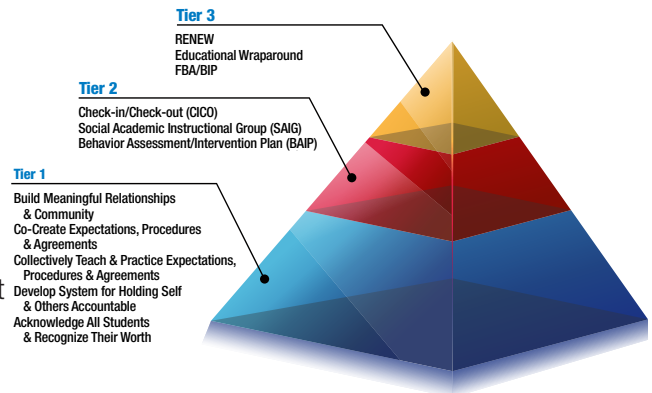 Tier 3
RENEW
Educational Wraparound
FBA/BIP
Tier 2
Check-in/Check-out (CICO)
Social Academic Instructional Group (SAIG)
Behavior Assessment/Intervention Plan (BAIP)
Tier 1
Build Meaningful Relationships
& Community
Co-Create Expectations, Procedures
& Agreements
Collectively Teach & Practice Expectations,
Procedures & Agreements
Develop System for Holding Self
& Others Accountable
Acknowledge All Students
& Recognize Their Worth